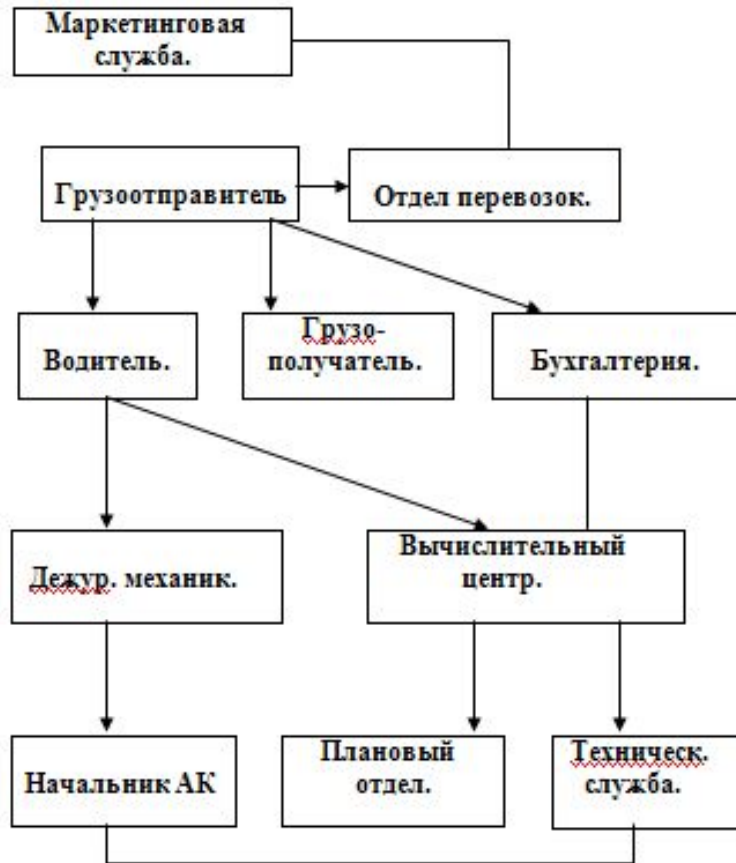 Маркетинговая
служба.
Грузоотправитель
Отдел перевозок.
Водитель.
Грузо-
получатель.
Бухгалтерия.
Дежур. механик.
Вычислительный
центр.
Начальник АК
Плановый
отдел.
Техническ.
служба.